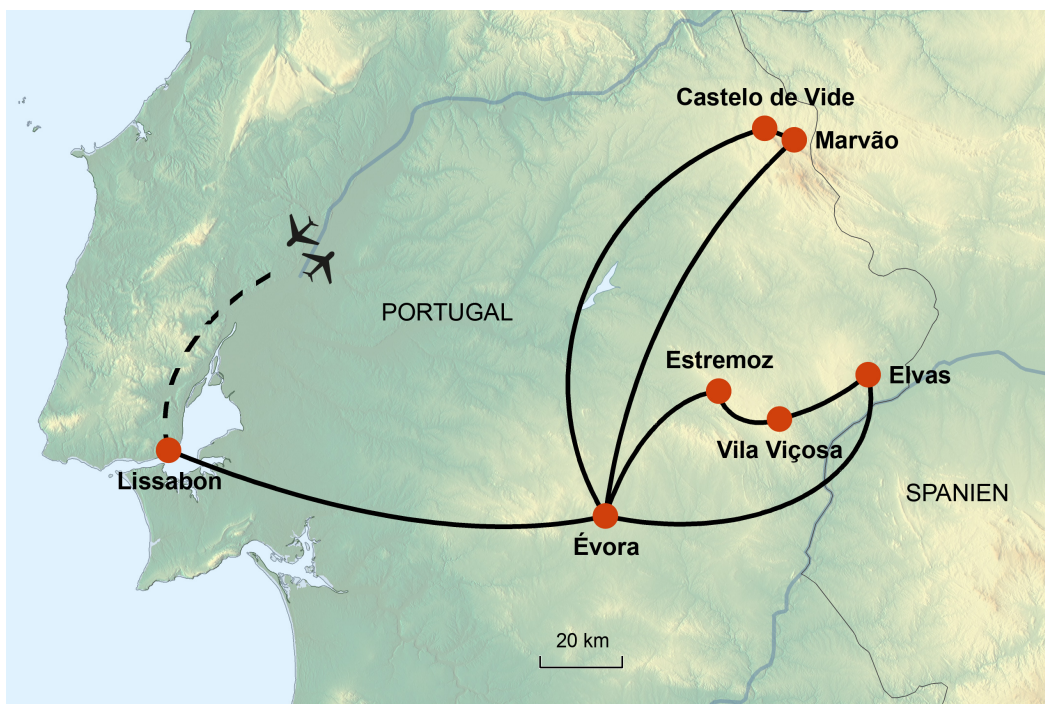 Castelo de Vide
Marvão
PORTUGAL
Estremoz
Elvas
Vila Viçosa
Lissabon
SPANIEN
Évora
20 km